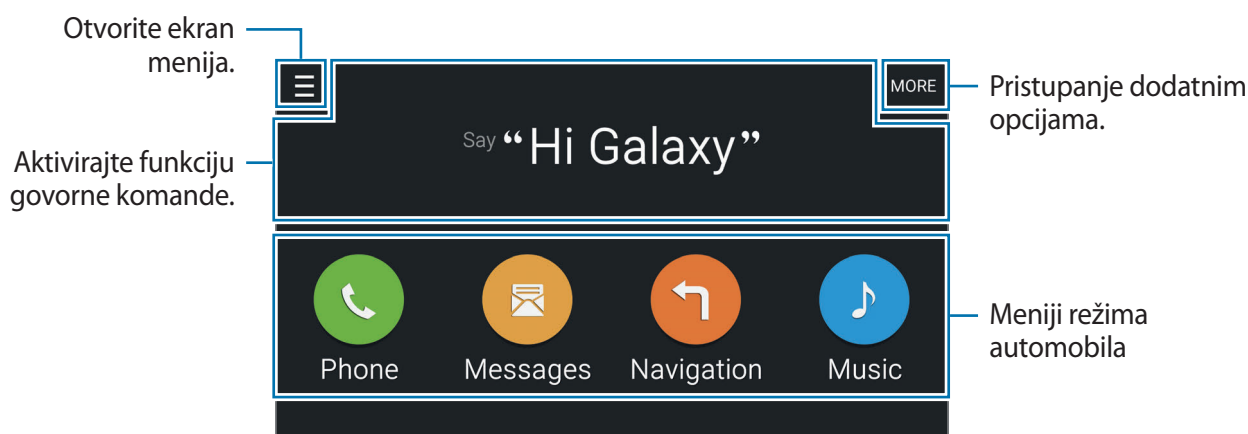 Otvorite ekran
menija.
MORE
Pristupanje dodatnim
opcijama.
Say “Hi Galaxy”
Aktivirajte funkciju
govorne komande.
Phone
Messages
Navigation
Music
Meniji režima
automobila